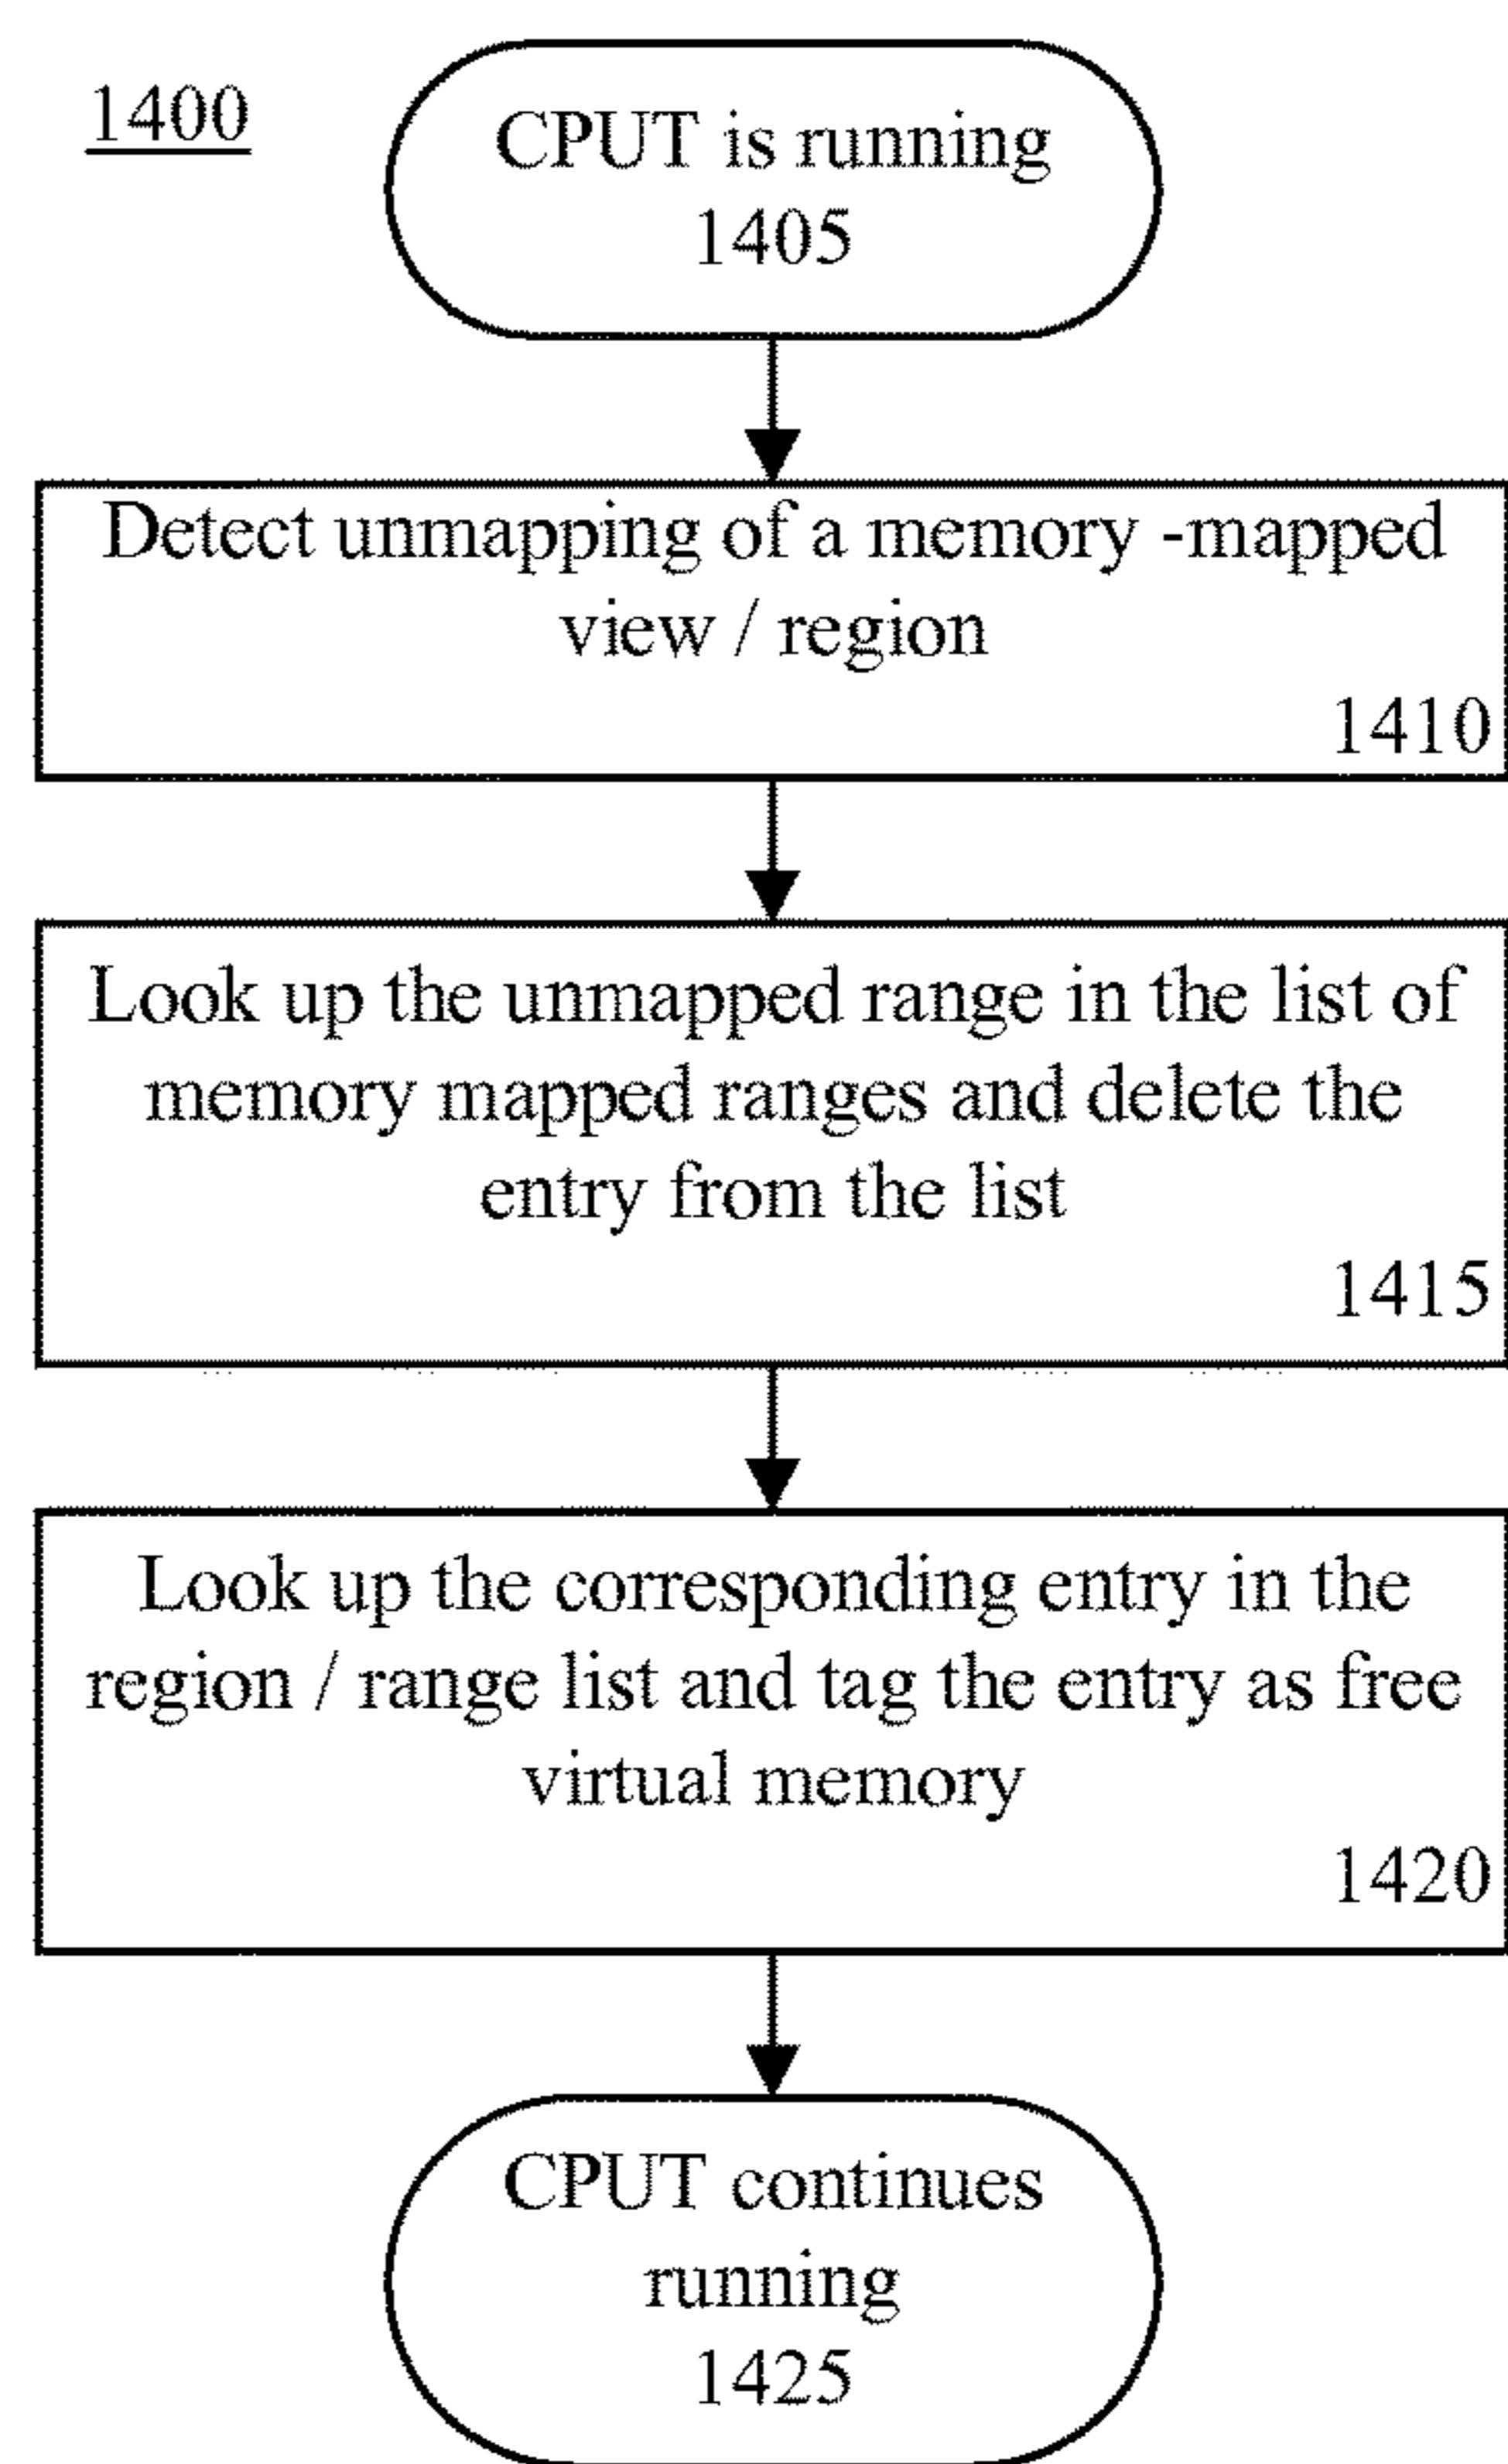 1400
CPUT is running
1405
Detect unmapping of a memory -mapped
view / region
1410
Look up the unmapped range in the list of
memory mapped ranges and delete the
entry from the list
1415
Look up the corresponding entry in the
region / range list and tag the entry as free
virtual memory
1420
CPUT continues
running
1425